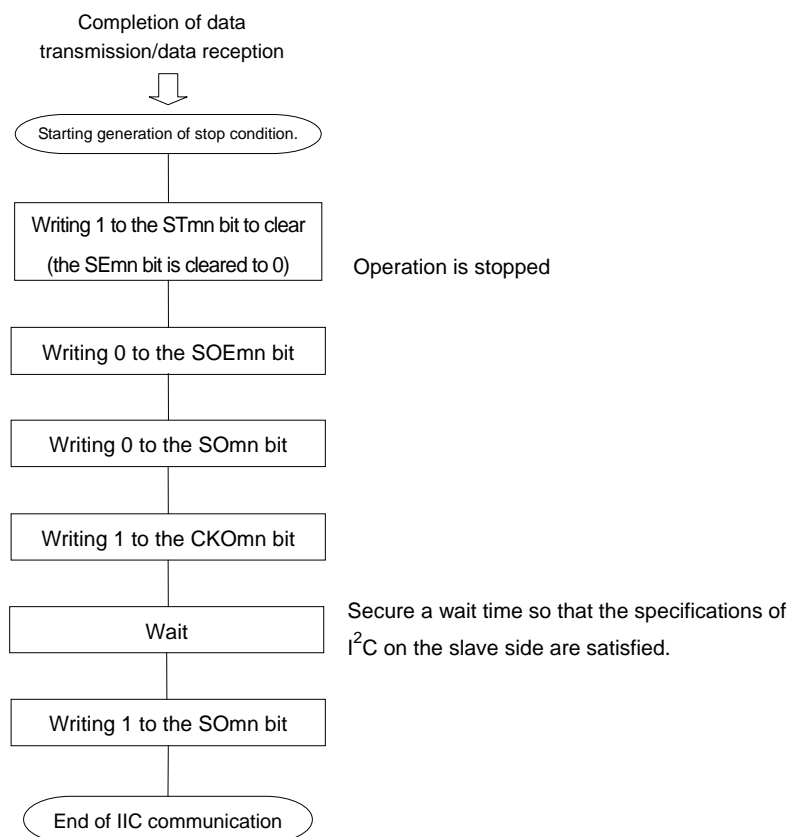 Completion of data
transmission/data reception
Starting generation of stop condition.
Writing 1 to the STmn bit to clear
(the SEmn bit is cleared to 0)
Operation is stopped
Writing 0 to the SOEmn bit
Writing 0 to the SOmn bit
Writing 1 to the CKOmn bit
Wait
Secure a wait time so that the specifications of
I²C on the slave side are satisfied.
Writing 1 to the SOmn bit
End of IIC communication